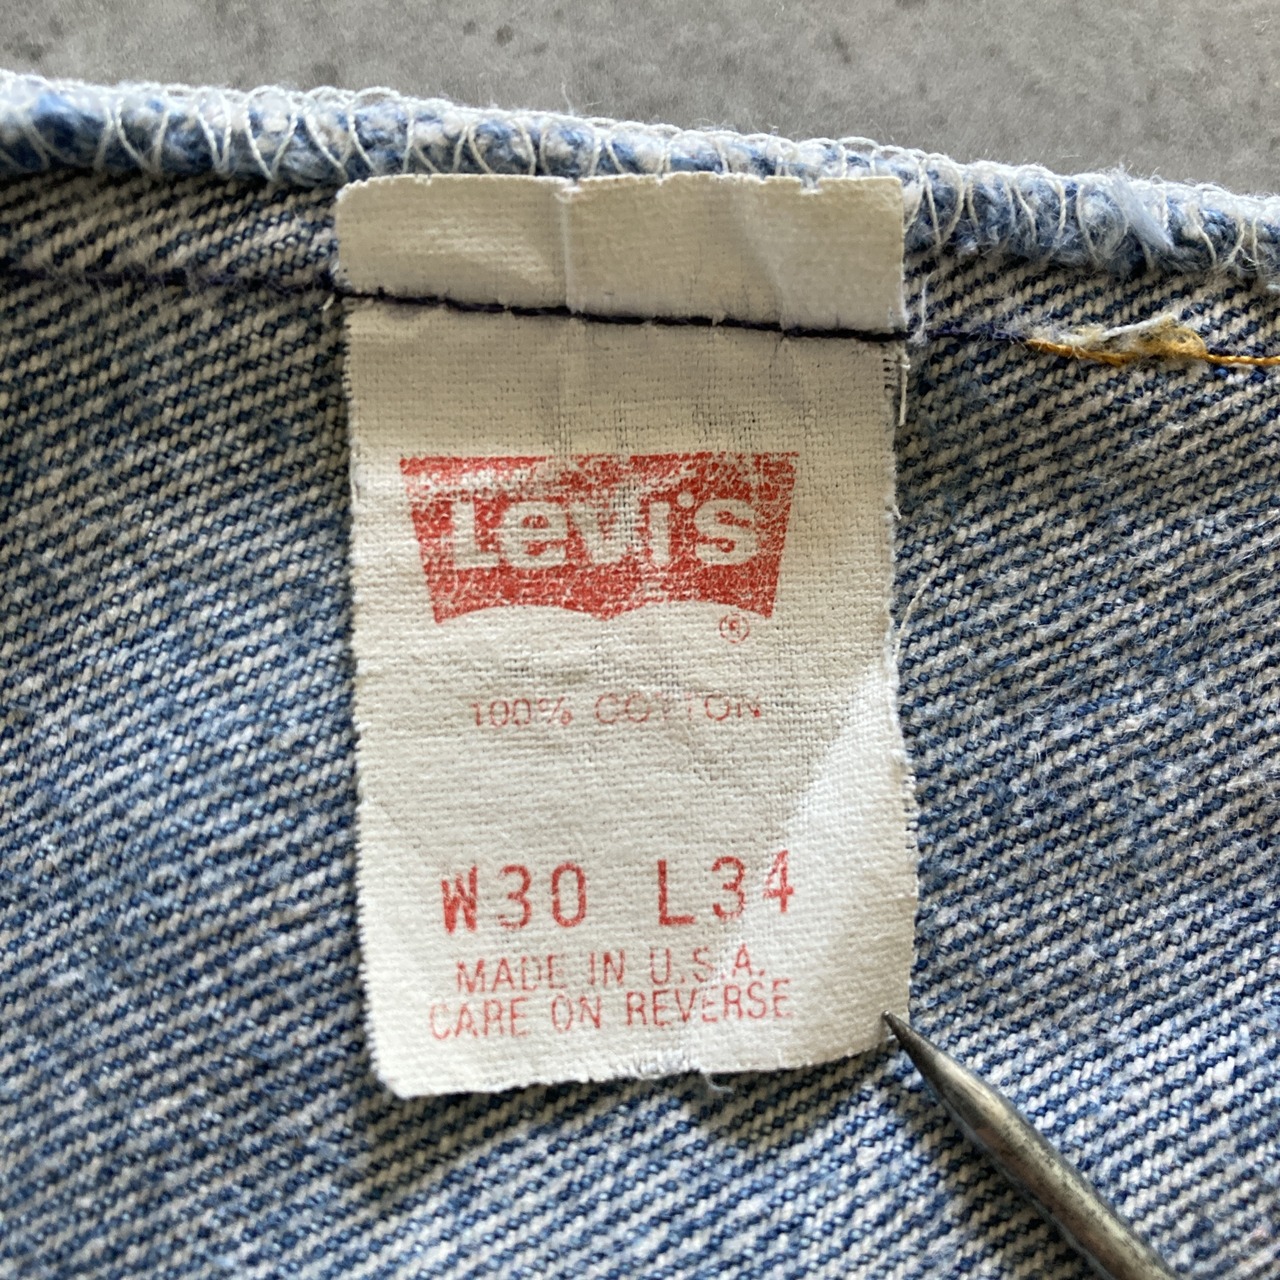 Levi's
®
100% COTTON
W30 L34
MADE IN U.S.A.
CARE ON REVERSE